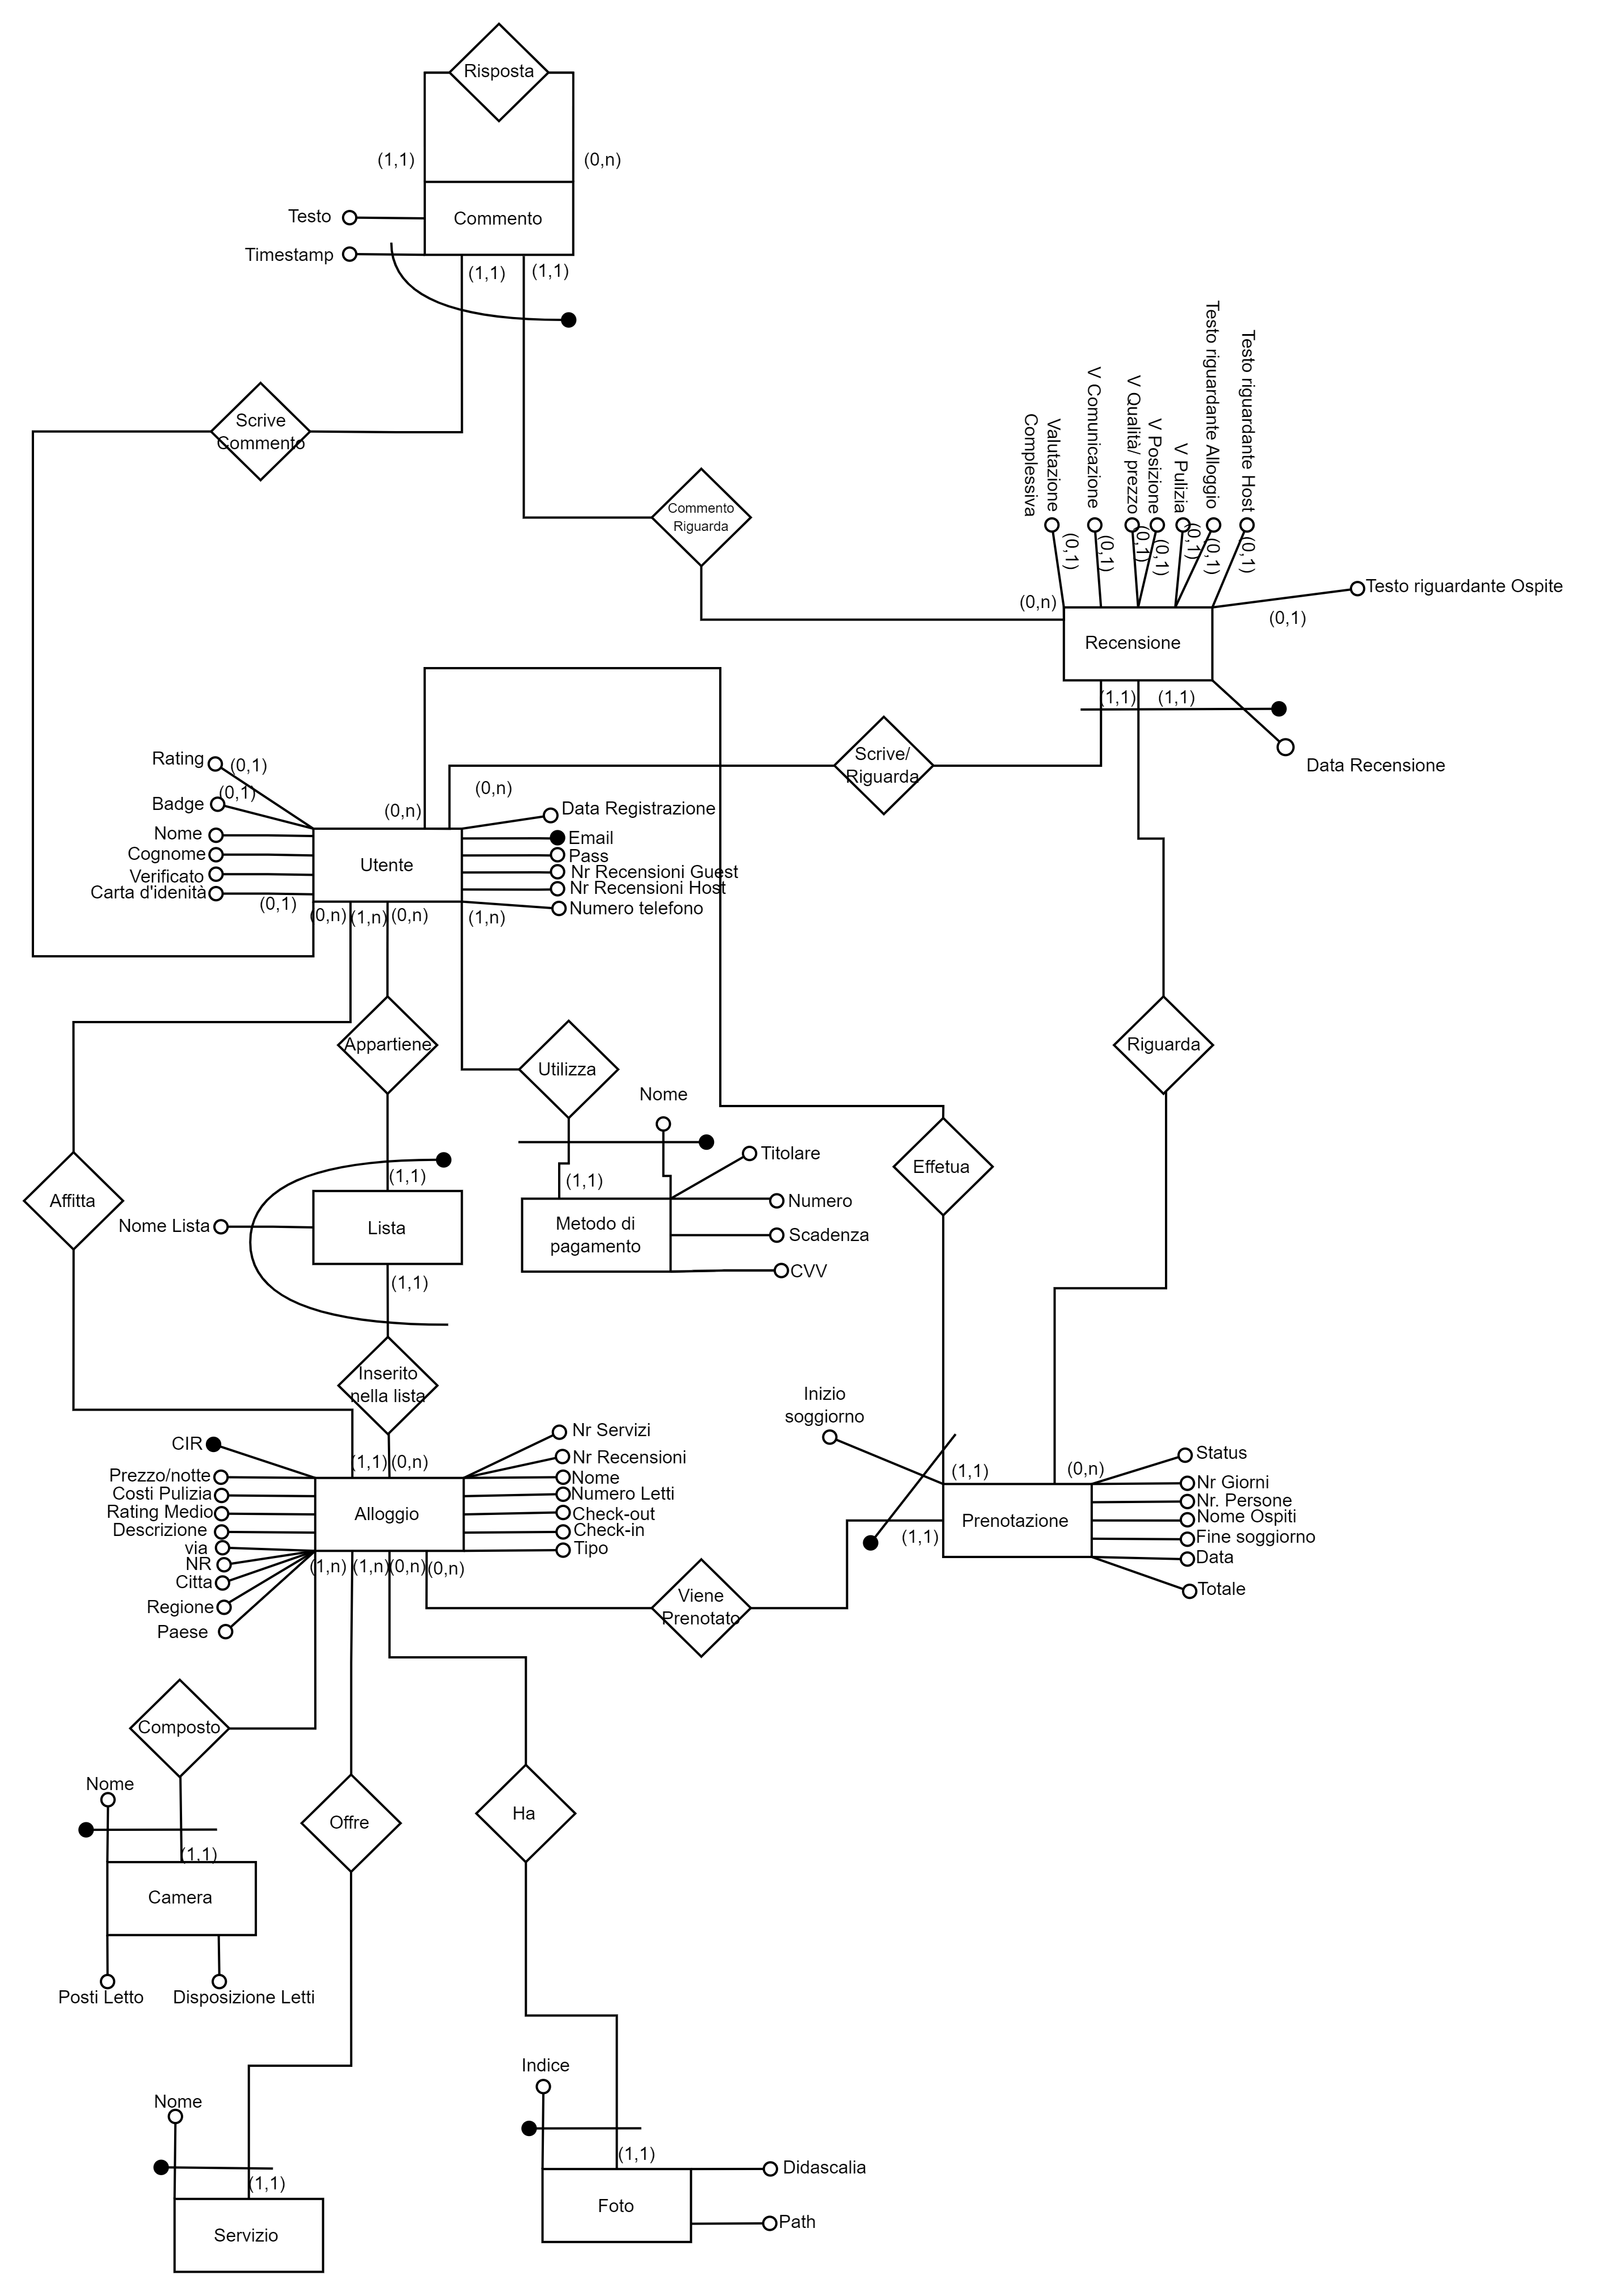 Risposta
(1,1)
(0,n)
Testo
Commento
Timestamp
(1,1)
(1,1)
Scrive
Commento
Commento
Riguarda
Valutazione
Complessiva
V Comunicazione
V Qualità/ prezzo
V Posizione
V Pulizia
Testo riguardante Alloggio
Testo riguardante Host
(0,1)
(0,1)
(0,1)
(0,1)
(0,1)
(0,1)
(0,1)
Testo riguardante Ospite
(0,1)
(0,n)
Recensione
(1,1)
(1,1)
Data Recensione
Scrive/
Riguarda
Rating
(0,1)
(0,1)
Badge
(0,n)
(0,n)
Data Registrazione
Nome
Email
Cognome
Utente
Pass
Verificato
Nr Recensioni Guest
Carta d'idenità
Nr Recensioni Host
(0,1)
Numero telefono
(0,n)
(1,n)
(0,n)
(1,n)
Appartiene
Utilizza
Riguarda
Nome
Effetua
Titolare
(1,1)
(1,1)
Affitta
Numero
Nome Lista
Lista
Metodo di
pagamento
Scadenza
CVV
(1,1)
Inserito
nella lista
Inizio
soggiorno
CIR
Nr Servizi
(1,1)
(0,n)
Nr Recensioni
(1,1)
(0,n)
Status
Prezzo/notte
Nome
Nr Giorni
Costi Pulizia
Numero Letti
Nr. Persone
Rating Medio
Alloggio
Check-out
Prenotazione
Nome Ospiti
Descrizione
Check-in
(1,1)
Fine soggiorno
via
Tipo
Data
NR
(1,n)
(1,n)
(0,n)
(0,n)
Citta
Totale
Regione
Viene
Prenotato
Paese
Composto
Nome
Offre
Ha
(1,1)
Camera
Posti Letto
Disposizione Letti
Indice
Nome
(1,1)
Didascalia
(1,1)
Foto
Path
Servizio